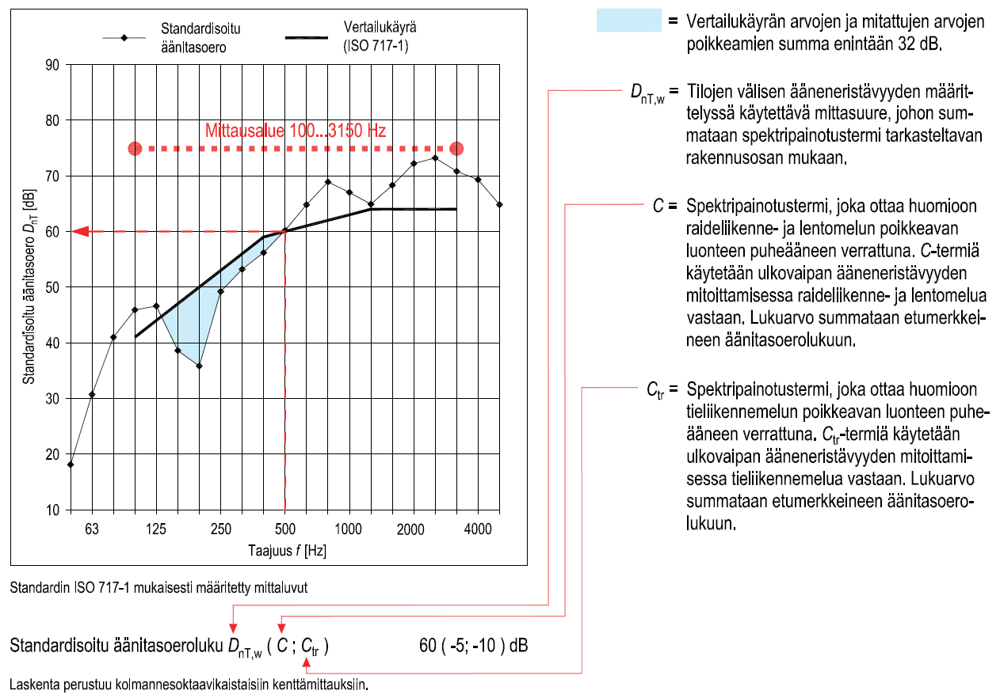 Standardisoitu
äänitasoero
Vertailukäyrä
(ISO 717-1)
90
80
70
60
50
40
30
20
10
Standardisoitu äänitasoero DnT [dB]
Mittausalue 100...3150 Hz
63
125
250
500
1000
2000
4000
Taajuus f [Hz]
= Vertailukäyrän arvojen ja mitattujen arvojen
poikkeamien summa enintään 32 dB.
DnT,w = Tilojen välisen ääneneristävyyden määrit-
telyssä käytettävä mittasuure, johon sum-
mataan spektripainotustermi tarkasteltavan
rakennusosan mukaan.
C = Spektripainotustermi, joka ottaa huomioon
raideliikenne- ja lentomelun poikkeavan
luonteen puheääneen verrattuna. C-termiä
käytetään ulkovaipan ääneneristävyyden
mitoittamisessa raideliikenne- ja lentomelua
vastaan. Lukuarvo summataan etumerkkei-
neen äänitasoerolukuun.
Ctr = Spektripainotustermi, joka ottaa huomioon
tieliikennemelun poikkeavan luonteen puhe-
ääneen verrattuna. Ctr-termiä käytetään
ulkovaipan ääneneristävyyden mitoittami-
sessa tieliikennemelua vastaan. Lukuarvo
summataan etumerkkeineen äänitasoero-
lukuun.
Standardin ISO 717-1 mukaisesti määritetty mittaluvut
Standardisoitu äänitasoeroluku DnT,w ( C ; Ctr ) 60 ( -5; -10 ) dB
Laskenta perustuu kolmannesoktaavikaistaisiin kenttämittauksiin.